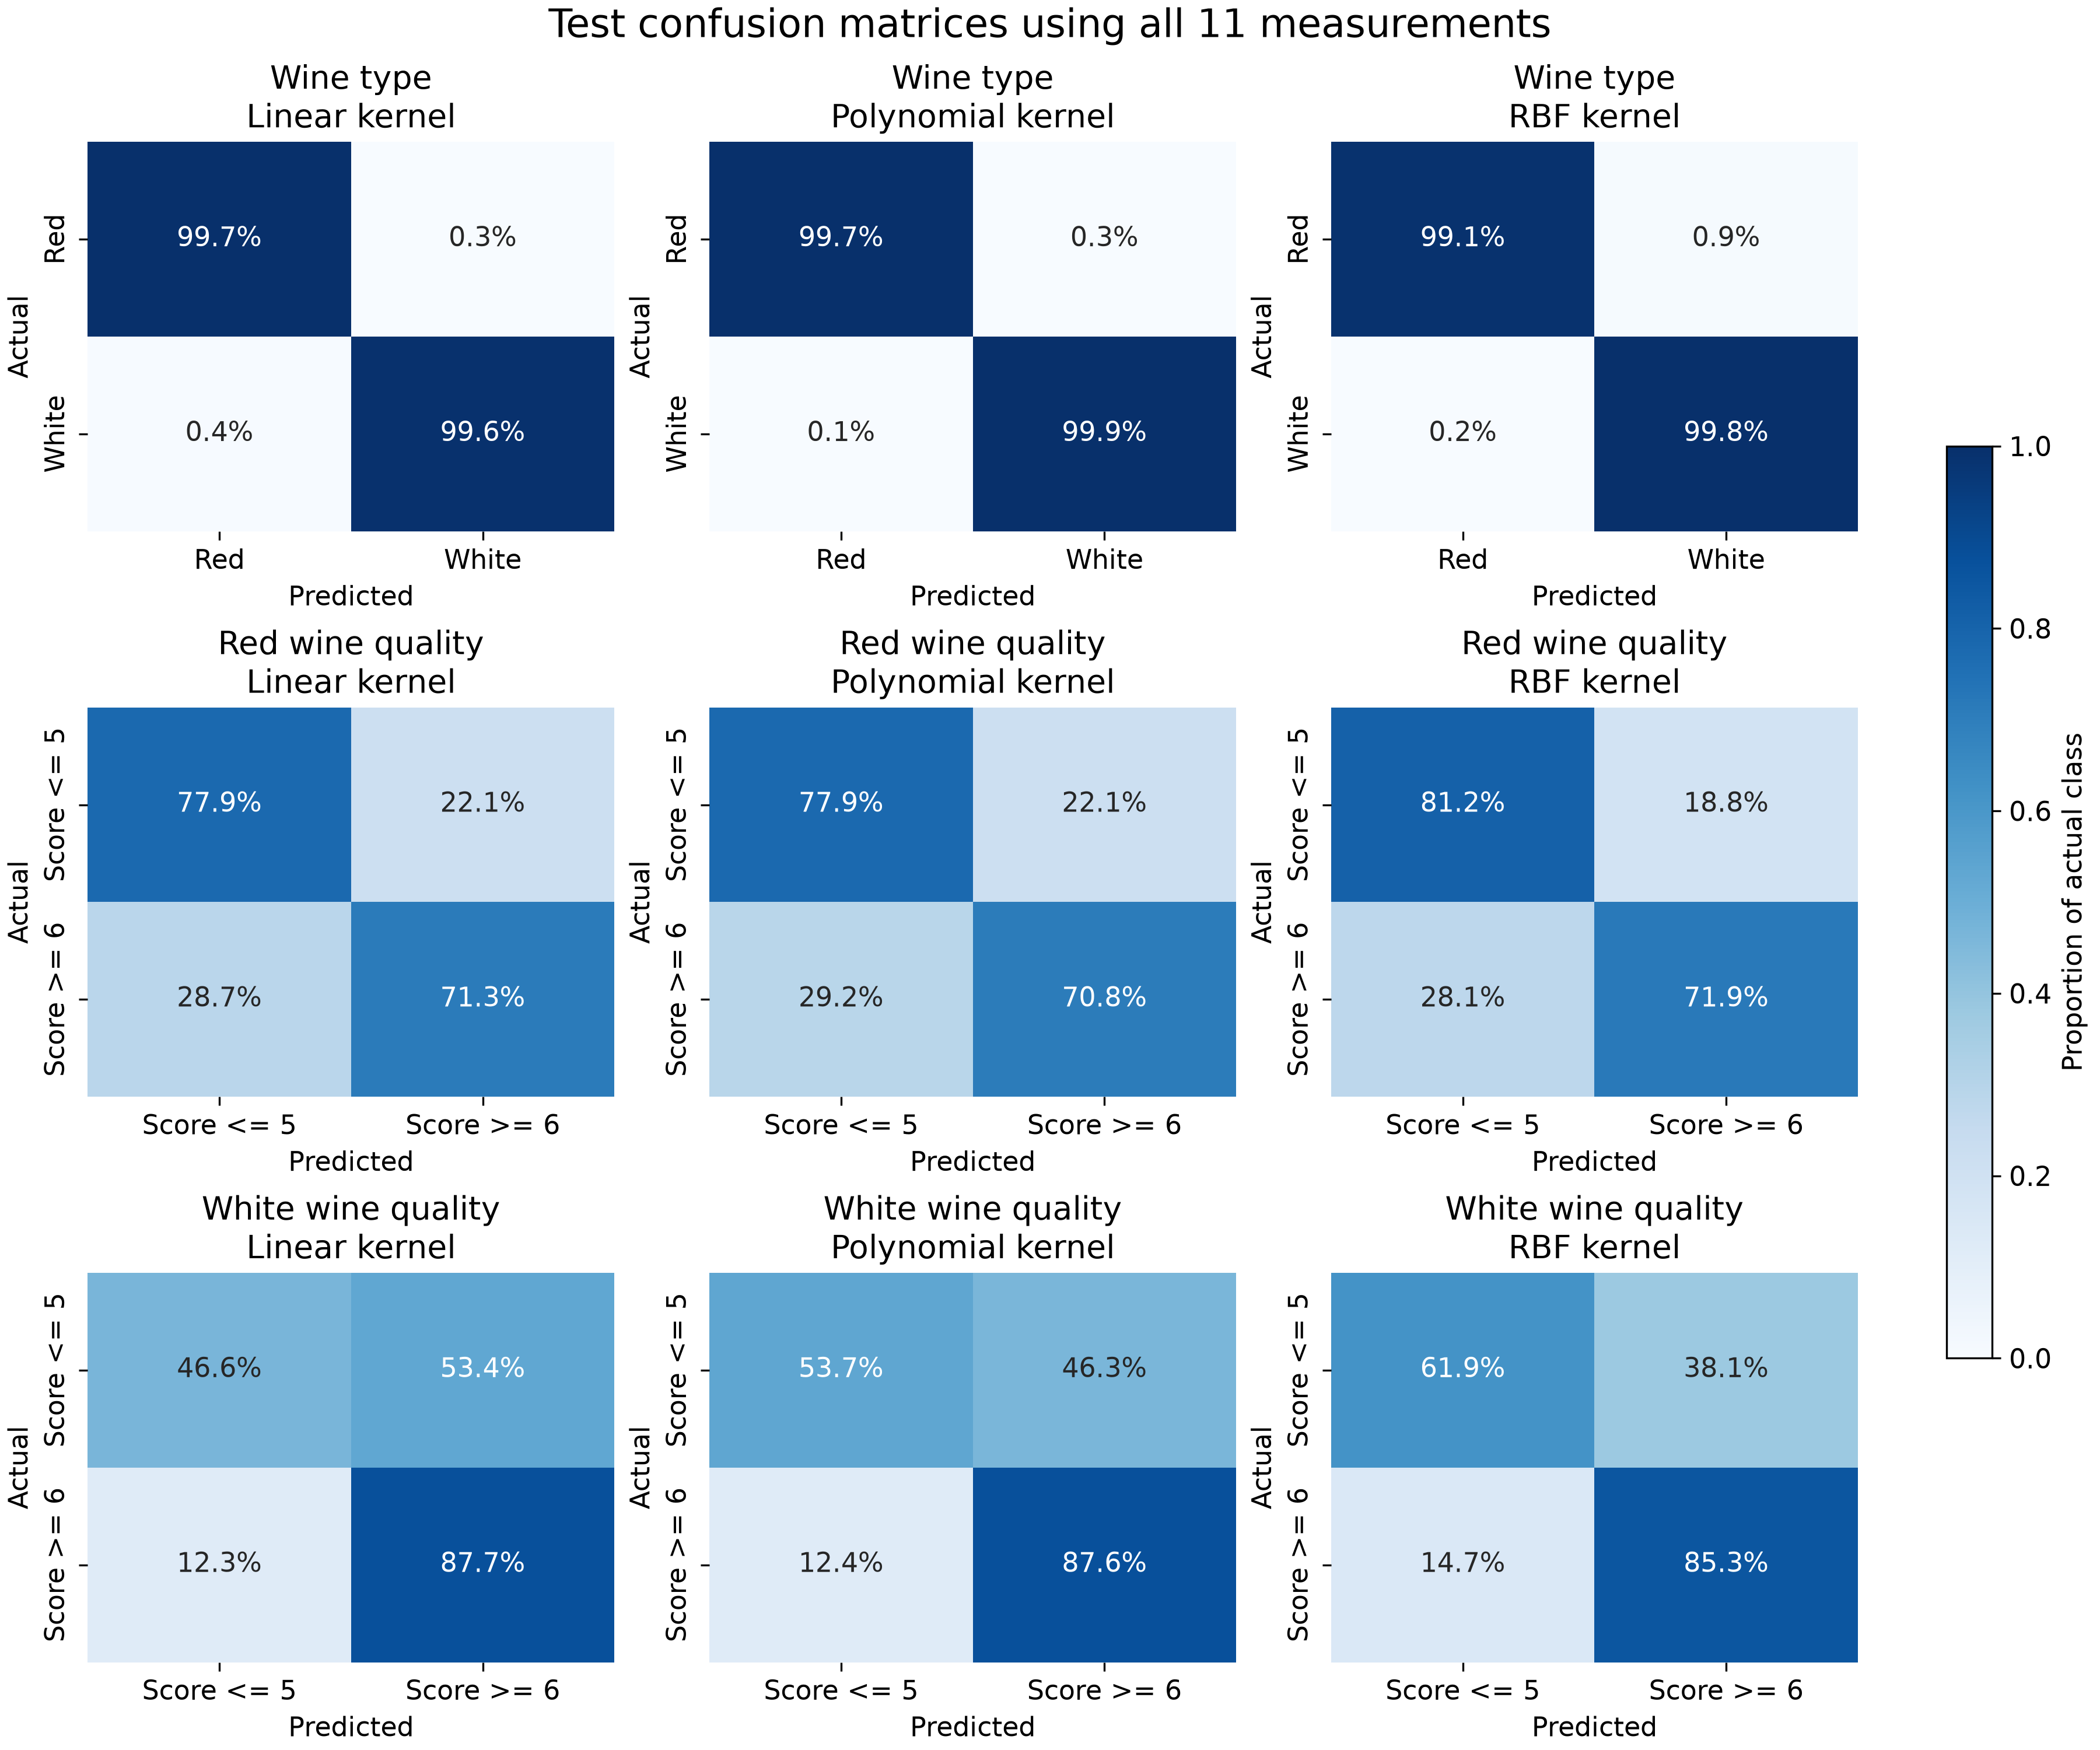 Test confusion matrices using all 11 measurements
Wine type
Linear kernel
Actual
Red
White
99.7%
0.3%
0.4%
99.6%
Red
White
Predicted
Wine type
Polynomial kernel
Actual
Red
White
99.7%
0.3%
0.1%
99.9%
Red
White
Predicted
Wine type
RBF kernel
Actual
Red
White
99.1%
0.9%
0.2%
99.8%
Red
White
Predicted
Red wine quality
Linear kernel
Actual
Score <= 5
Score >= 6
77.9%
22.1%
28.7%
71.3%
Score <= 5
Score >= 6
Predicted
Red wine quality
Polynomial kernel
Actual
Score <= 5
Score >= 6
77.9%
22.1%
29.2%
70.8%
Score <= 5
Score >= 6
Predicted
Red wine quality
RBF kernel
Actual
Score <= 5
Score >= 6
81.2%
18.8%
28.1%
71.9%
Score <= 5
Score >= 6
Predicted
White wine quality
Linear kernel
Actual
Score <= 5
Score >= 6
46.6%
53.4%
12.3%
87.7%
Score <= 5
Score >= 6
Predicted
White wine quality
Polynomial kernel
Actual
Score <= 5
Score >= 6
53.7%
46.3%
12.4%
87.6%
Score <= 5
Score >= 6
Predicted
White wine quality
RBF kernel
Actual
Score <= 5
Score >= 6
61.9%
38.1%
14.7%
85.3%
Score <= 5
Score >= 6
Predicted
1.0
0.8
0.6
0.4
0.2
0.0
Proportion of actual class